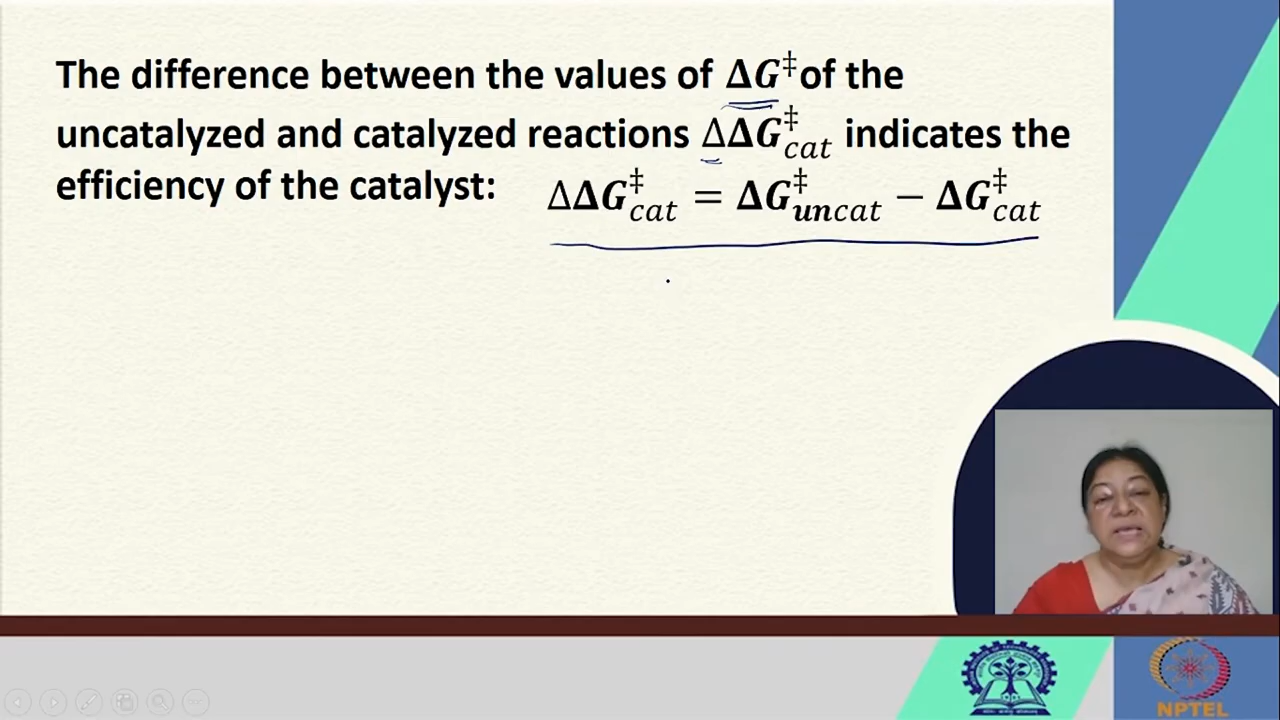 The difference between the values of ΔG‡ of the
uncatalyzed and catalyzed reactions ΔΔG‡cat indicates the
efficiency of the catalyst: ΔΔG‡cat = ΔG‡uncat − ΔG‡cat
NPTEL